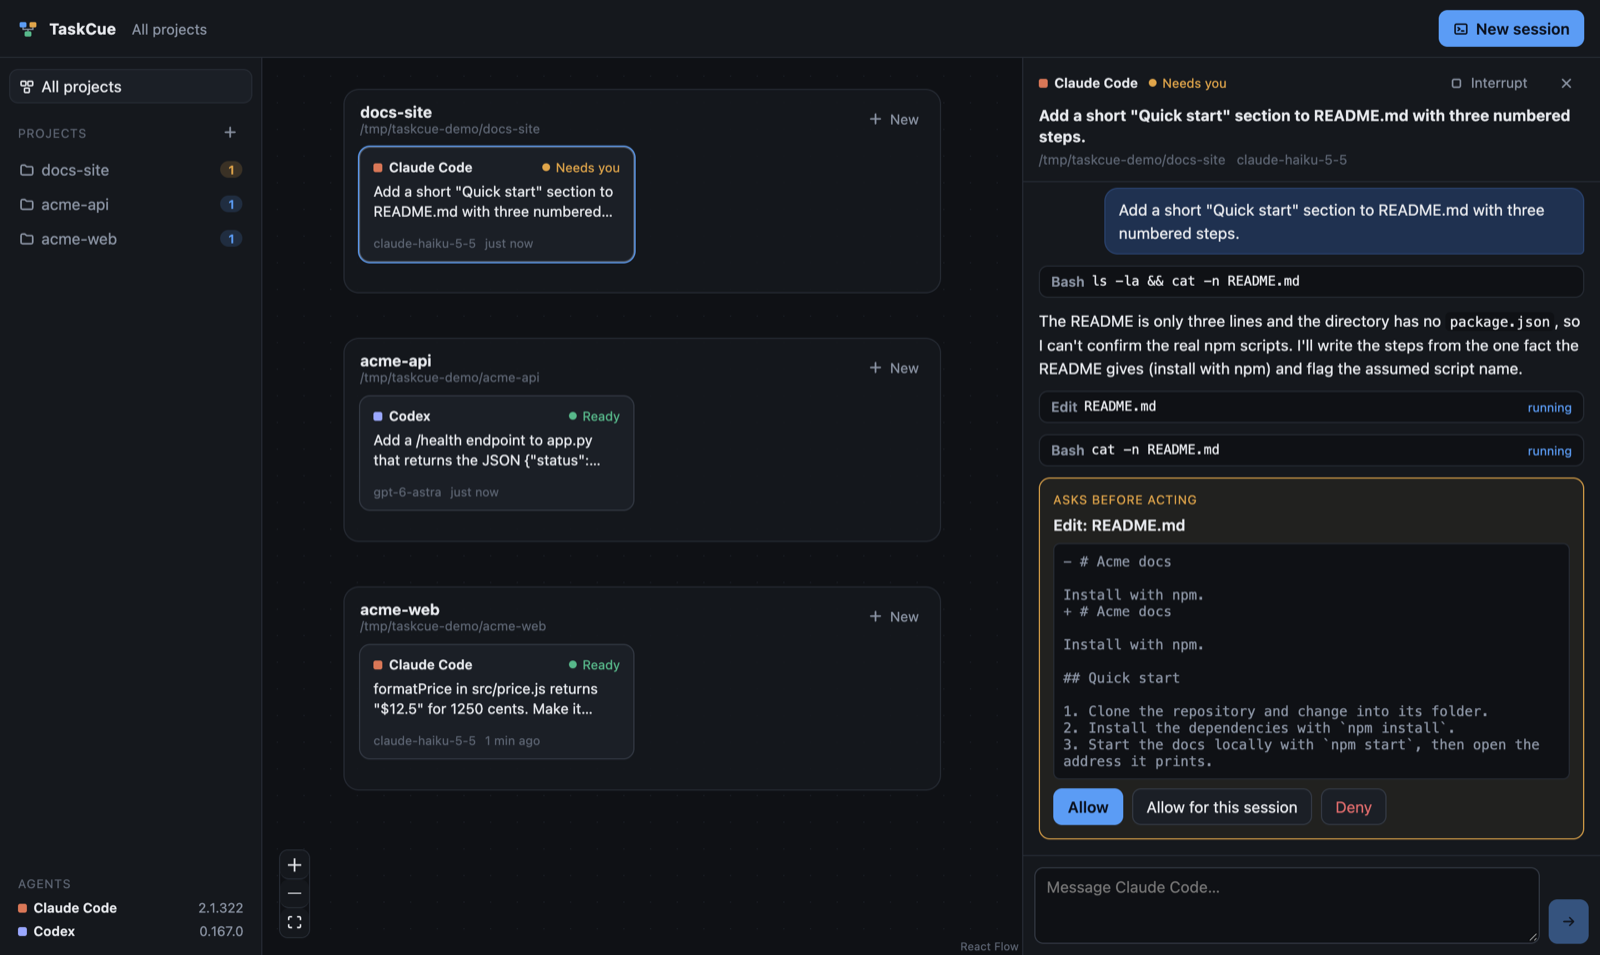 TaskCue All projects
New session
All projects
PROJECTS
docs-site 1
acme-api 1
acme-web 1
AGENTS
Claude Code 2.1.322
Codex 0.167.0
docs-site
/tmp/taskcue-demo/docs-site
New
Claude Code Needs you
Add a short "Quick start" section to
README.md with three numbered...
claude-haiku-5-5 just now
acme-api
/tmp/taskcue-demo/acme-api
New
Codex Ready
Add a /health endpoint to app.py
that returns the JSON {"status":...
gpt-6-astra just now
acme-web
/tmp/taskcue-demo/acme-web
New
Claude Code Ready
formatPrice in src/price.js returns
"$12.5" for 1250 cents. Make it...
claude-haiku-5-5 1 min ago
React Flow
Claude Code Needs you Interrupt
Add a short "Quick start" section to README.md with three numbered
steps.
/tmp/taskcue-demo/docs-site claude-haiku-5-5
Add a short "Quick start" section to README.md with three
numbered steps.
Bash ls -la && cat -n README.md
The README is only three lines and the directory has no package.json, so
I can't confirm the real npm scripts. I'll write the steps from the one fact the
README gives (install with npm) and flag the assumed script name.
Edit README.md running
Bash cat -n README.md running
ASKS BEFORE ACTING
Edit: README.md
- # Acme docs
Install with npm.
+ # Acme docs
Install with npm.
## Quick start
1. Clone the repository and change into its folder.
2. Install the dependencies with `npm install`.
3. Start the docs locally with `npm start`, then open the
address it prints.
Allow Allow for this session Deny
Message Claude Code...